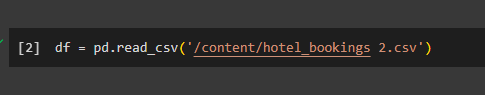 [2] df = pd.read_csv('/content/hotel_bookings 2.csv')